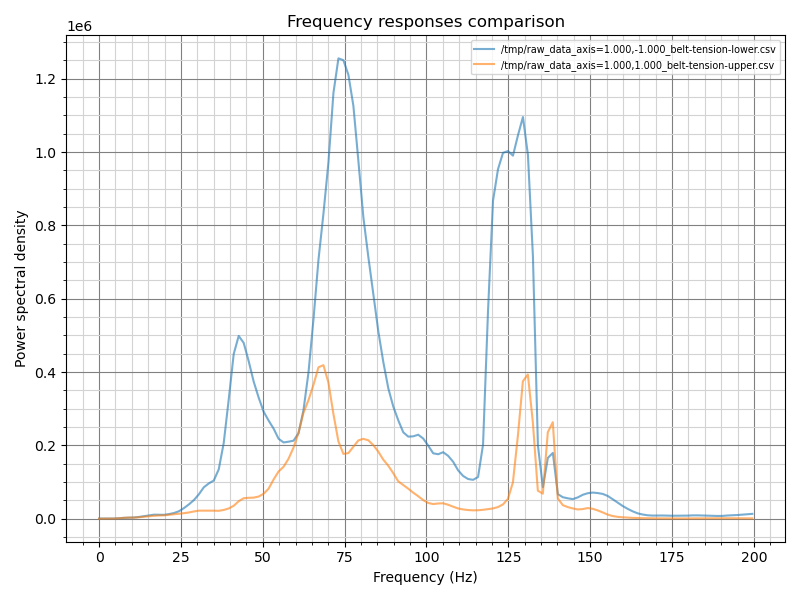 Frequency responses comparison
1e6
/tmp/raw_data_axis=1.000,-1.000_belt-tension-lower.csv
/tmp/raw_data_axis=1.000,1.000_belt-tension-upper.csv
1.2
1.0
0.8
0.6
0.4
0.2
0.0
Power spectral density
0 25 50 75 100 125 150 175 200
Frequency (Hz)